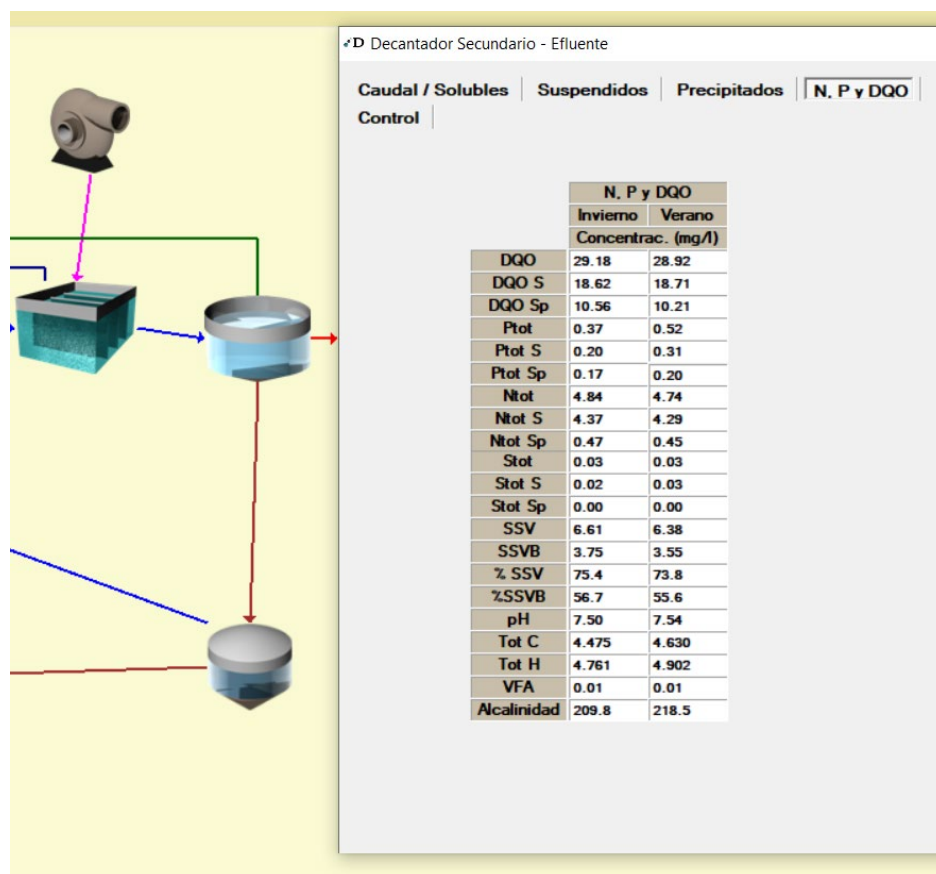 D Decantador Secundario - Efluente
Caudal / Solubles Suspendidos Precipitados N, P y DQO
Control
N, P y DQO
Invierno Verano
Concentrac. (mg/l)
DQO 29.18 28.92
DQO S 18.62 18.71
DQO Sp 10.56 10.21
Ptot 0.37 0.52
Ptot S 0.20 0.31
Ptot Sp 0.17 0.20
Ntot 4.84 4.74
Ntot S 4.37 4.29
Ntot Sp 0.47 0.45
Stot 0.03 0.03
Stot S 0.02 0.03
Stot Sp 0.00 0.00
SSV 6.61 6.38
SSVB 3.75 3.55
% SSV 75.4 73.8
%SSVB 56.7 55.6
pH 7.50 7.54
Tot C 4.475 4.630
Tot H 4.761 4.902
VFA 0.01 0.01
Alcalinidad 209.8 218.5